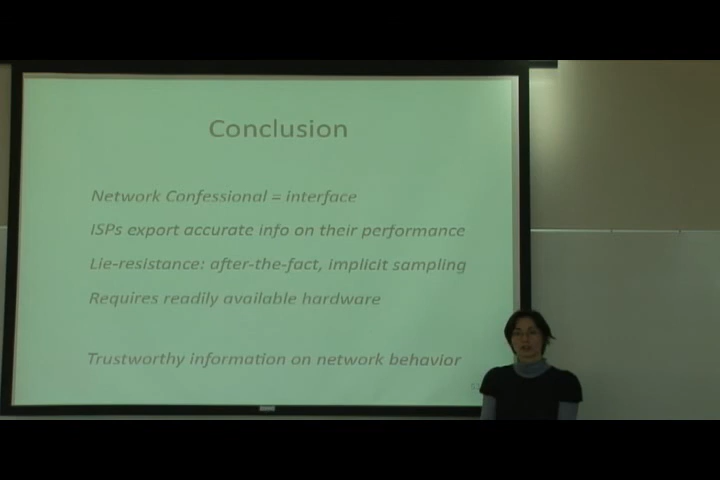 Conclusion
Network Confessional = interface
ISPs export accurate info on their performance
Lie-resistance: after-the-fact, implicit sampling
Requires readily available hardware
Trustworthy information on network behavior